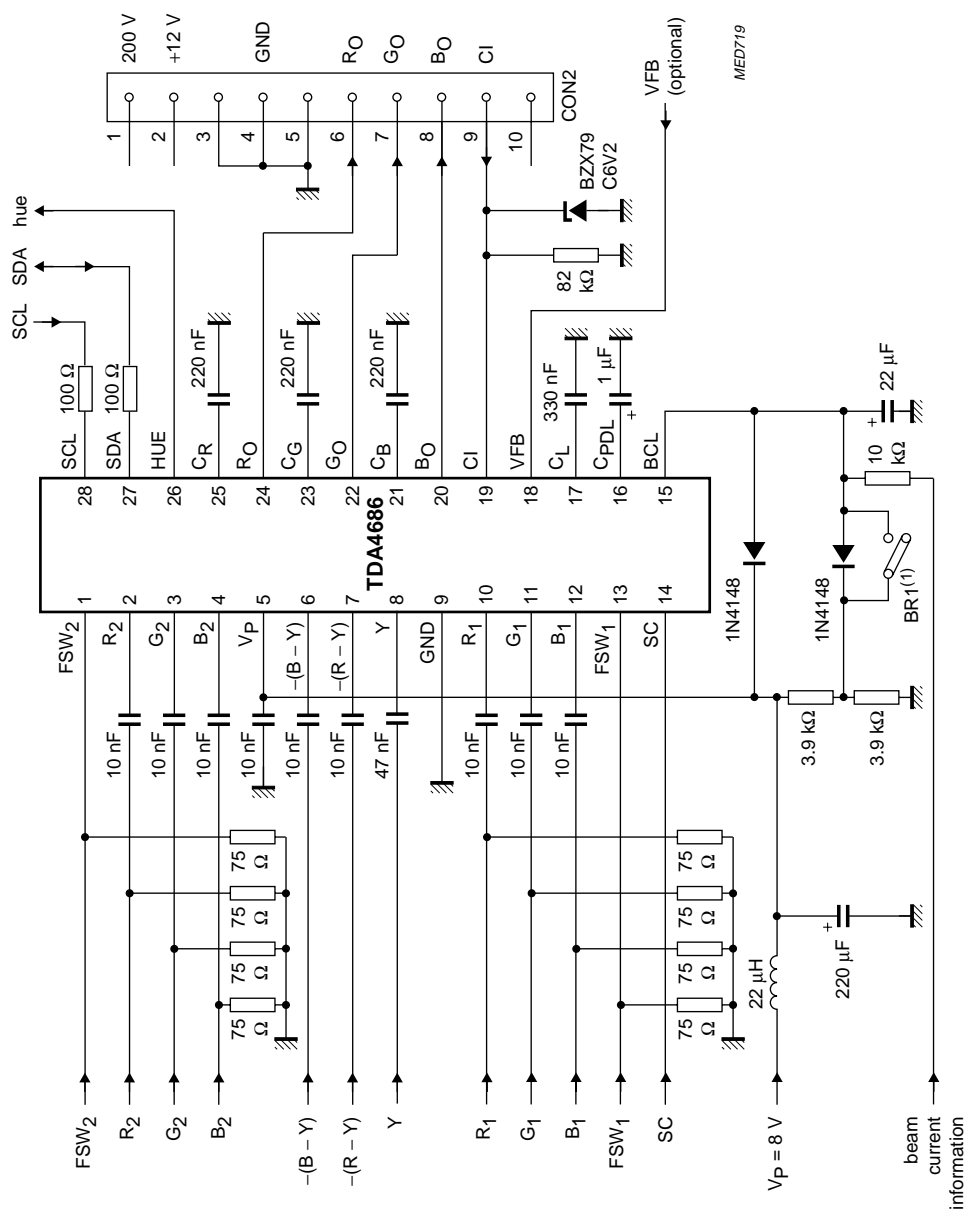 FSW2
R2
G2
B2
−(B − Y)
−(R − Y)
Y
R1
G1
B1
FSW1
SC
VP = 8 V
beam
current
information
75
Ω
75
Ω
75
Ω
75
Ω
75
Ω
75
Ω
75
Ω
75
Ω
22 μH
+
220 μF
10 nF
10 nF
10 nF
10 nF
10 nF
10 nF
47 nF
10 nF
10 nF
10 nF
3.9 kΩ
3.9 kΩ
FSW2
R2
G2
B2
VP
−(B − Y)
−(R − Y)
Y
GND
R1
G1
B1
FSW1
SC
1
2
3
4
5
6
7
8
9
10
11
12
13
14
TDA4686
1N4148
1N4148
BR1(1)
28
27
26
25
24
23
22
21
20
19
18
17
16
15
SCL
SDA
HUE
CR
RO
CG
GO
CB
BO
CI
VFB
CL
CPDL
BCL
100 Ω
100 Ω
220 nF
220 nF
220 nF
330 nF
1 μF
+
10
kΩ
+
22 μF
82
kΩ
BZX79
C6V2
SCL
SDA
hue
1
2
3
4
5
6
7
8
9
10
CON2
200 V
+12 V
GND
RO
GO
BO
CI
VFB
(optional)
MED719